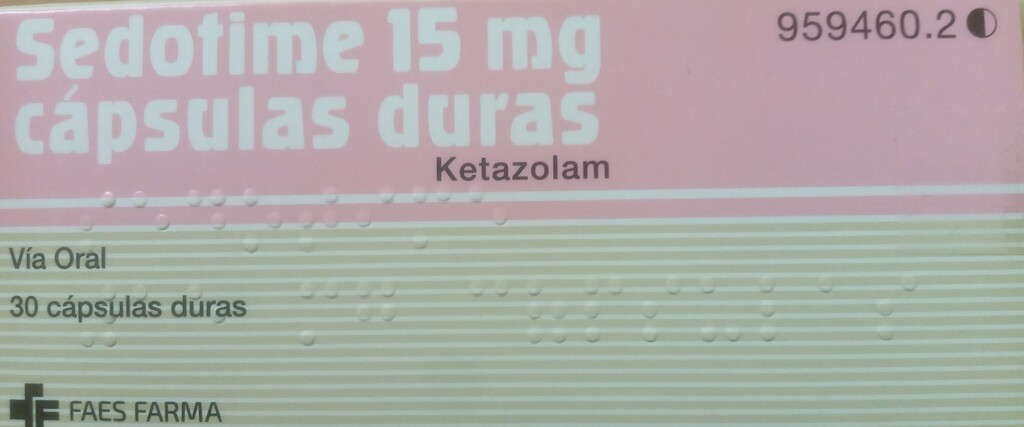 Sedotime 15 mg
cápsulas duras
959460.2
Ketazolam
Vía Oral
30 cápsulas duras
FAES FARMA